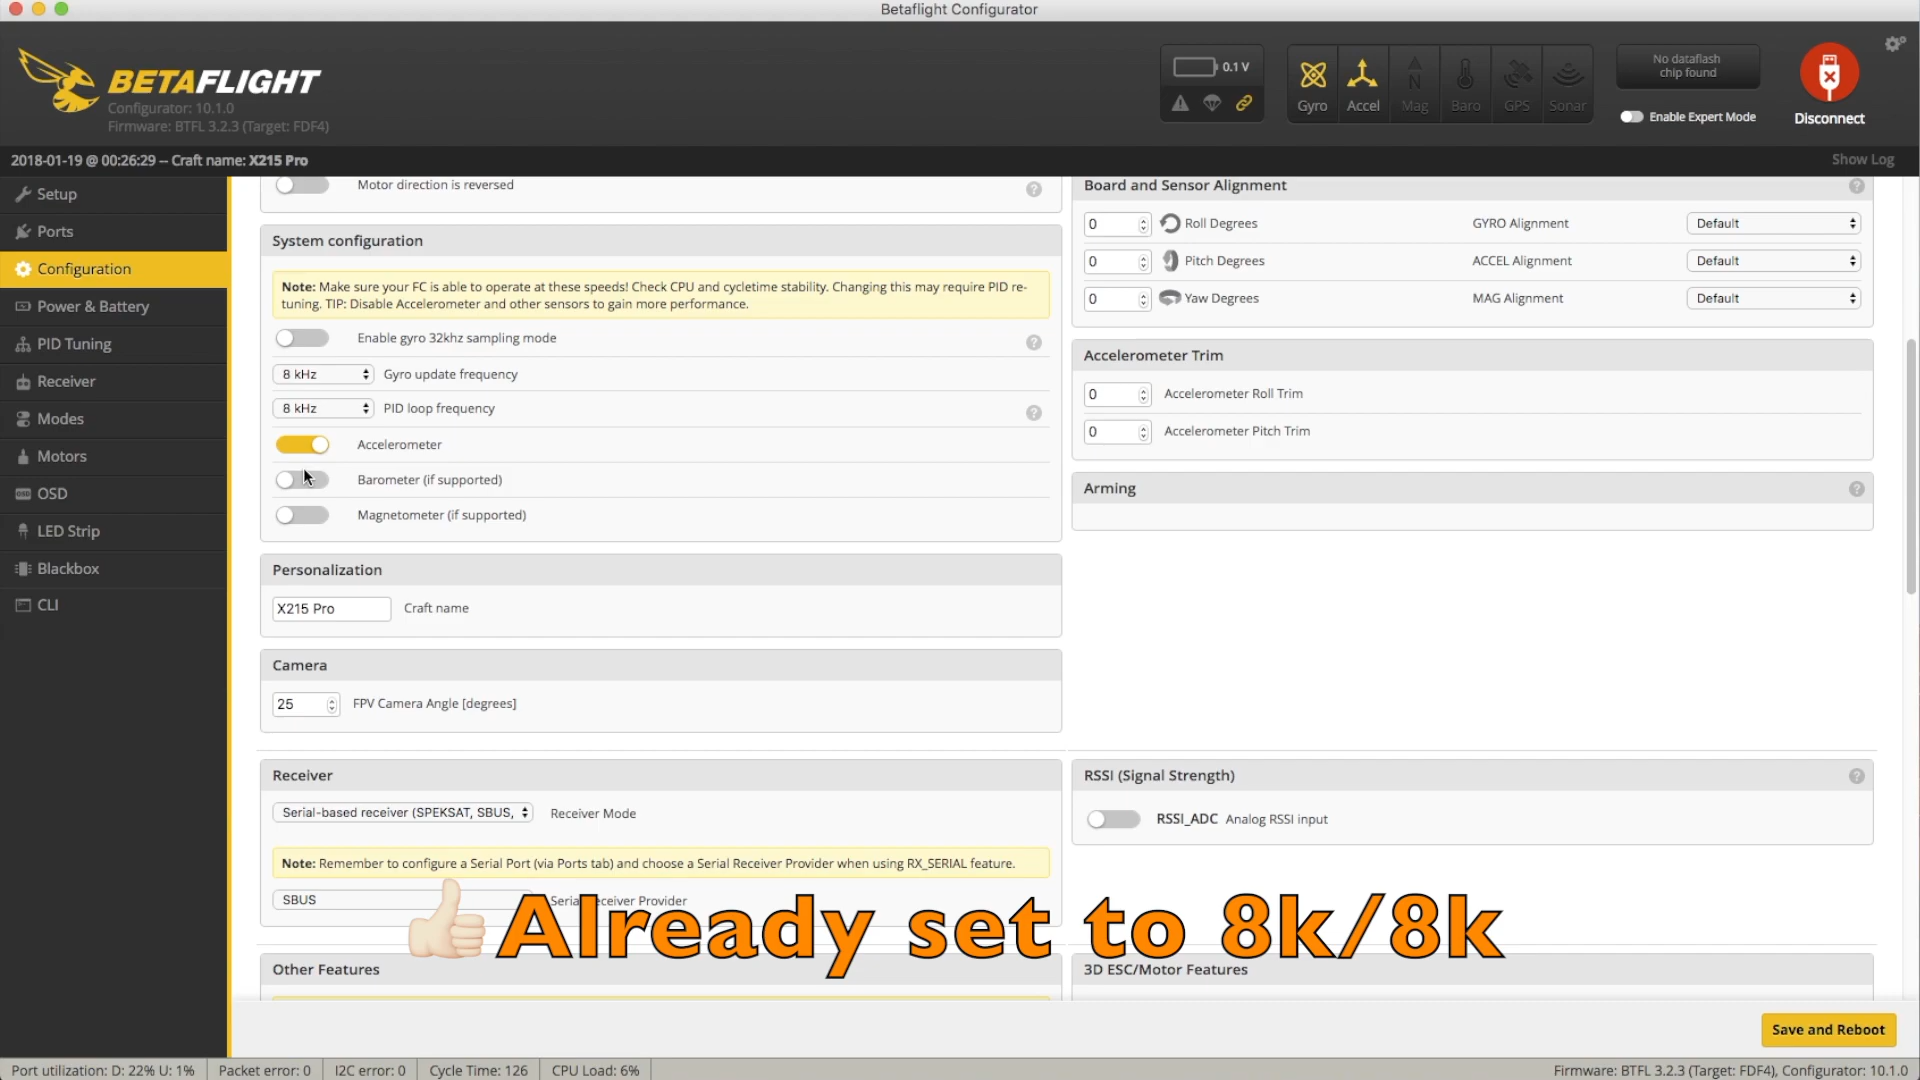 Betaflight Configurator
BETAFLIGHT
Configurator: 10.1.0
Firmware: BTFL 3.2.3 (Target: FDF4)
0.1 V
Gyro
Accel
Mag
Baro
GPS
Sonar
No dataflash
chip found
Enable Expert Mode
Disconnect
2018-01-19 @ 00:26:29 -- Craft name: X215 Pro
Show Log
Setup
Ports
Configuration
Power & Battery
PID Tuning
Receiver
Modes
Motors
OSD
LED Strip
Blackbox
CLI
Motor direction is reversed
System configuration
Note: Make sure your FC is able to operate at these speeds! Check CPU and cycletime stability. Changing this may require PID re-
tuning. TIP: Disable Accelerometer and other sensors to gain more performance.
Enable gyro 32khz sampling mode
8 kHz Gyro update frequency
8 kHz PID loop frequency
Accelerometer
Barometer (if supported)
Magnetometer (if supported)
Personalization
X215 Pro Craft name
Camera
25 FPV Camera Angle [degrees]
Receiver
Serial-based receiver (SPEKSAT, SBUS, Receiver Mode
Note: Remember to configure a Serial Port (via Ports tab) and choose a Serial Receiver Provider when using RX_SERIAL feature.
SBUS Serial Receiver Provider
Other Features
Board and Sensor Alignment
0 Roll Degrees GYRO Alignment Default
0 Pitch Degrees ACCEL Alignment Default
0 Yaw Degrees MAG Alignment Default
Accelerometer Trim
0 Accelerometer Roll Trim
0 Accelerometer Pitch Trim
Arming
RSSI (Signal Strength)
RSSI_ADC Analog RSSI input
3D ESC/Motor Features
Already set to 8k/8k
Save and Reboot
Port utilization: D: 22% U: 1%
Packet error: 0
I2C error: 0
Cycle Time: 126
CPU Load: 6%
Firmware: BTFL 3.2.3 (Target: FDF4), Configurator: 10.1.0